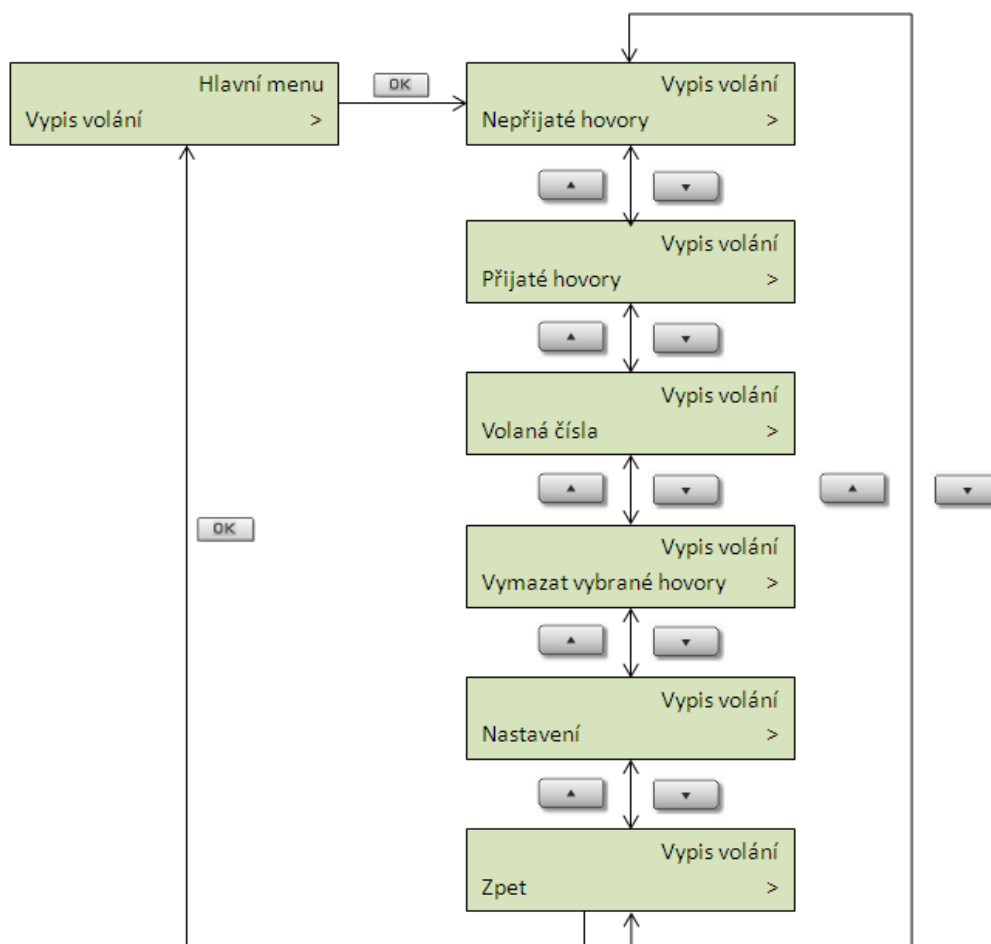 Hlavní menu
Vypis volání >
OK
Vypis volání
Nepřijaté hovory >
Vypis volání
Přijaté hovory >
Vypis volání
Volaná čísla >
OK
Vypis volání
Vymazat vybrané hovory >
Vypis volání
Nastavení >
Vypis volání
Zpet >